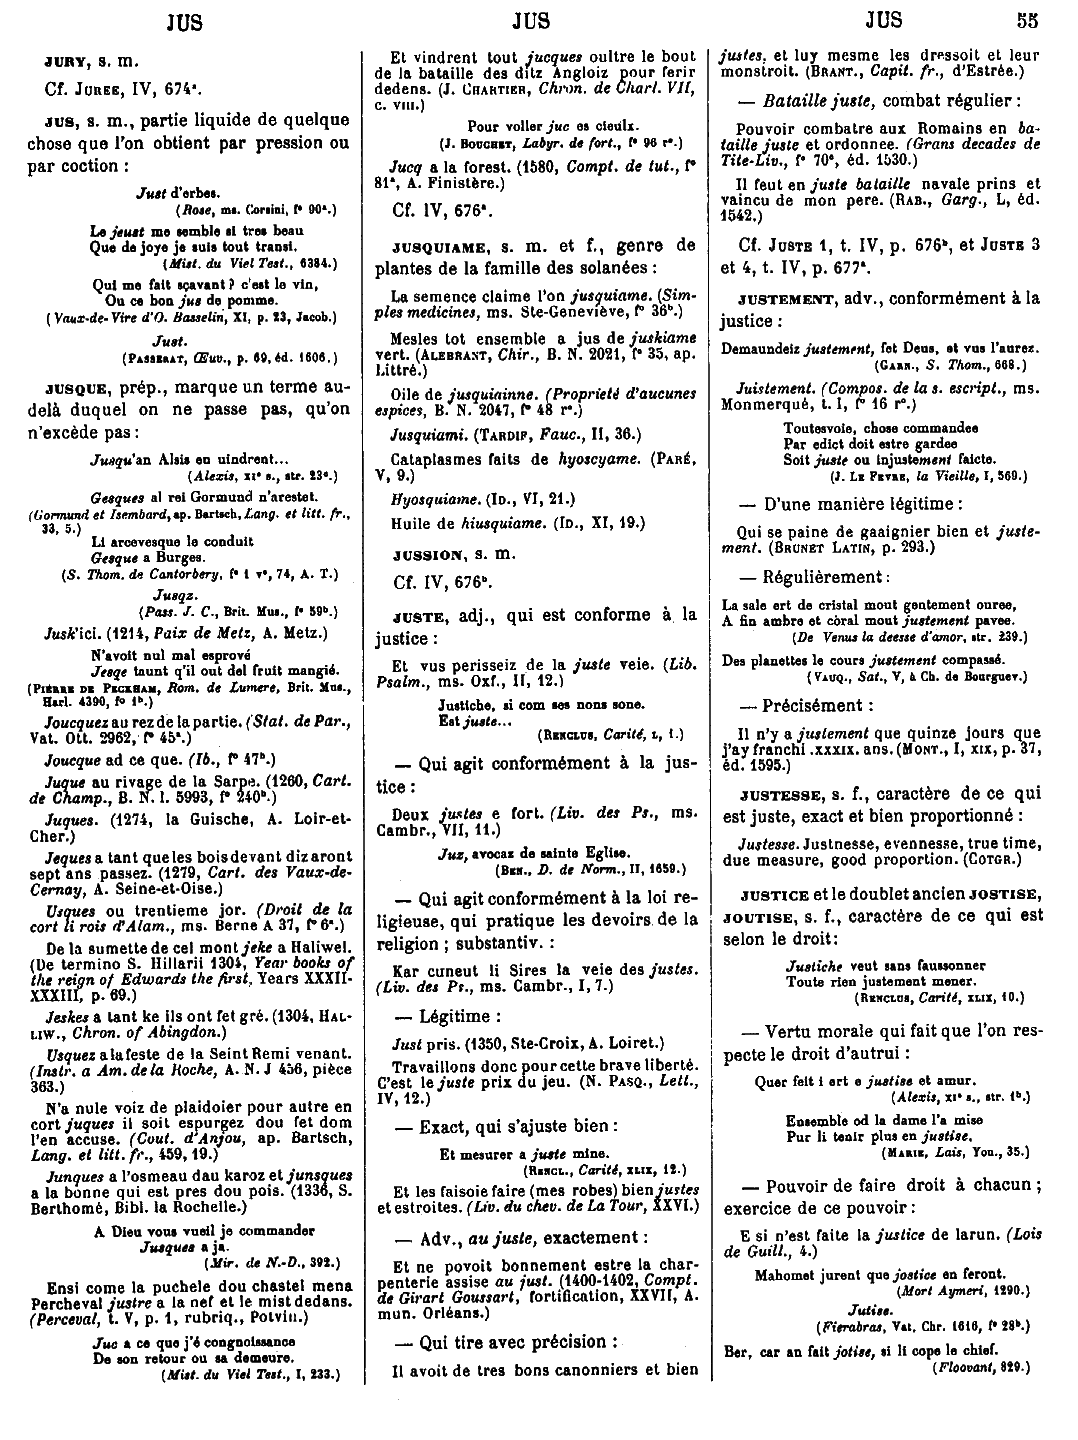 JUS
JUS
JUS
55
JURY, s. m.
Cf. JUREE, IV, 674ᵃ.
JUS, s. m., partie liquide de quelque
chose que l'on obtient par pression ou
par coction :
Just d'erbes.
(Rose, ms. Corsini, fº 90ᵃ.)
Le jeust me semble si tres beau
Que de joye je suis tout transi.
(Mist. du Viel Test., 6384.)
Qui me fait sçavant ? c'est le vin,
Ou ce bon jus de pomme.
(Vaux-de-Vire d'O. Basselin, XI, p. 23, Jacob.)
Just.
(PASSERAT, Œuv., p. 69, éd. 1606.)
JUSQUE, prép., marque un terme au-
delà duquel on ne passe pas, qu'on
n'excède pas :
Jusqu'an Alsis en uindrent...
(Alexis, XIᵉ s., str. 23ᵉ.)
Gesques al rei Gormund n'arestet.
(Gormund et Isembard, ap. Bartsch, Lang. et litt. fr.,
33, 5.)
Li arcevesque le conduit
Gesque a Burges.
(S. Thom. de Cantorbery, fº 1 vº, 74, A. T.)
Jusqz.
(Pass. J. C., Brit. Mus., fº 59ᵇ.)
Jusk'ici. (1214, Paix de Metz, A. Metz.)
N'avoit nul mal esprové
Jesqe taunt q'il out del fruit mangié.
(PIERRE DE PECKHAM, Rom. de Lumere, Brit. Mus.,
Harl. 4390, fº 1ᵇ.)
Joucquez au rez de la partie. (Stat. de Par.,
Vat. Ott. 2962, fº 45ᵃ.)
Joucque ad ce que. (Ib., fº 47ᵇ.)
Juque au rivage de la Sarpe. (1260, Cart.
de Champ., B. N. l. 5993, fº 240ᵇ.)
Juques. (1274, la Guische, A. Loir-et-
Cher.)
Jeques a tant que les bois devant diz aront
sept ans passez. (1279, Cart. des Vaux-de-
Cernay, A. Seine-et-Oise.)
Usques ou trentieme jor. (Droit de la
cort li rois d'Alam., ms. Berne A 37, fº 6ᵃ.)
De la sumette de cel mont jeke a Haliwel.
(De termino S. Hillarii 1304, Year books of
the reign of Edwards the first, Years XXXII-
XXXIII, p. 69.)
Jeskes a tant ke ils ont fet gré. (1304, HAL-
LIW., Chron. of Abingdon.)
Usquez a la feste de la Seint Remi venant.
(Instr. a Am. de la Roche, A. N. J 456, pièce
363.)
N'a nule voiz de plaidoier pour autre en
cort juques il soit espurgez dou fet dom
l'en accuse. (Cout. d'Anjou, ap. Bartsch,
Lang. et litt. fr., 459, 19.)
Junques a l'osmeau dau karoz et junsques
a la bonne qui est pres dou pois. (1336, S.
Berthomé, Bibl. la Rochelle.)
A Dieu vous vueil je commander
Jusques a ja.
(Mir. de N.-D., 392.)
Ensi come la puchele dou chastel mena
Percheval justre a la nef et le mist dedans.
(Perceval, t. V, p. 1, rubriq., Potvin.)
Juc a ce que j'é congnoissance
De son retour ou sa demeure.
(Mist. du Viel Test., I, 233.)
Et vindrent tout jucques oultre le bout
de la bataille des ditz Angloiz pour ferir
dedens. (J. CHARTIER, Chron. de Charl. VII,
c. VIII.)
Pour voller juc es cieulx.
(J. BOUCHET, Labyr. de fort., fº 96 rº.)
Jucq a la forest. (1580, Compt. de tut., fº
81ᵃ, A. Finistère.)
Cf. IV, 676ᵃ.
JUSQUIAME, s. m. et f., genre de
plantes de la famille des solanées :
La semence claime l'on jusquiame. (Sim-
ples medicines, ms. Ste-Geneviève, fº 36ᵇ.)
Mesles tot ensemble a jus de juskiame
vert. (ALEBRANT, Chir., B. N. 2021, fº 35, ap.
Littré.)
Oile de jusquiainne. (Proprieté d'aucunes
espices, B. N. 2047, fº 48 rº.)
Jusquiami. (TARDIF, Fauc., II, 36.)
Cataplasmes faits de hyoscyame. (PARÉ,
V, 9.)
Hyosquiame. (ID., VI, 21.)
Huile de hiusquiame. (ID., XI, 19.)
JUSSION, s. m.
Cf. IV, 676ᵇ.
JUSTE, adj., qui est conforme à la
justice :
Et vus perisseiz de la juste veie. (Lib.
Psalm., ms. Oxf., II, 12.)
Justiche, si com ses nons sone.
Est juste...
(RENCLUS, Carité, L, 1.)
— Qui agit conformément à la jus-
tice :
Deux justes e fort. (Liv. des Ps., ms.
Cambr., VII, 11.)
Juz, avocaz de sainte Eglise.
(BEN., D. de Norm., II, 1659.)
— Qui agit conformément à la loi re-
ligieuse, qui pratique les devoirs de la
religion ; substantiv. :
Kar cuneut li Sires la veie des justes.
(Liv. des Ps., ms. Cambr., I, 7.)
— Légitime :
Just pris. (1350, Ste-Croix, A. Loiret.)
Travaillons donc pour cette brave liberté.
C'est le juste prix du jeu. (N. PASQ., Lett.,
IV, 12.)
— Exact, qui s'ajuste bien :
Et mesurer a juste mine.
(RENCL., Carité, XLIX, 12.)
Et les faisoie faire (mes robes) bien justes
et estroites. (Liv. du chev. de La Tour, XXVI.)
— Adv., au juste, exactement :
Et ne povoit bonnement estre la char-
penterie assise au just. (1400-1402, Compt.
de Girart Goussart, fortification, XXVII, A.
mun. Orléans.)
— Qui tire avec précision :
Il avoit de tres bons canonniers et bien
justes, et luy mesme les dressoit et leur
monstroit. (BRANT., Capit. fr., d'Estrée.)
— Bataille juste, combat régulier :
Pouvoir combatre aux Romains en ba-
taille juste et ordonnee. (Grans decades de
Tite-Liv., fº 70ᵃ, éd. 1530.)
Il feut en juste bataille navale prins et
vaincu de mon pere. (RAB., Garg., L, éd.
1542.)
Cf. JUSTE 1, t. IV, p. 676ᵇ, et JUSTE 3
et 4, t. IV, p. 677ᵃ.
JUSTEMENT, adv., conformément à la
justice :
Demaundeiz justement, fet Deus, et vus l'aurez.
(GARN., S. Thom., 668.)
Juistement. (Compos. de la s. escript., ms.
Monmerqué, t. I, fº 16 rº.)
Toutesvoie, chose commandee
Par edict doit estre gardee
Soit juste ou injustement faicte.
(J. LE FEVRE, la Vieille, I, 569.)
— D'une manière légitime :
Qui se paine de gaaignier bien et juste-
ment. (BRUNET LATIN, p. 293.)
— Régulièrement :
La sale ert de cristal mout gentement ouree,
A fin ambre et coral mout justement pavee.
(De Venus la deesse d'amor, str. 239.)
Des planettes le cours justement compassé.
(VAUQ., Sat., V, à Ch. de Bourguev.)
— Précisément :
Il n'y a justement que quinze jours que
j'ay franchi .xxxix. ans. (MONT., I, XIX, p. 37,
éd. 1595.)
JUSTESSE, s. f., caractère de ce qui
est juste, exact et bien proportionné :
Justesse. Justnesse, evennesse, true time,
due measure, good proportion. (COTGR.)
JUSTICE et le doublet ancien JOSTISE,
JOUTISE, s. f., caractère de ce qui est
selon le droit :
Justiche veut sans faussonner
Toute rien justement mener.
(RENCLUS, Carité, XLIX, 10.)
— Vertu morale qui fait que l'on res-
pecte le droit d'autrui :
Quer feit i ert e justise et amur.
(Alexis, XIᵉ s., str. 1ᵇ.)
Ensemble od la dame l'a mise
Pur li tenir plus en justise.
(MARIE, Lais, Yon., 35.)
— Pouvoir de faire droit à chacun ;
exercice de ce pouvoir :
E si n'est faite la justice de larun. (Lois
de Guill., 4.)
Mahomet jurent que jostice en feront.
(Mort Aymeri, 1290.)
Jutise.
(Fierabras, Vat. Chr. 1616, fº 28ᵇ.)
Ber, car an fait jotise, si li cope le chief.
(Floovant, 829.)